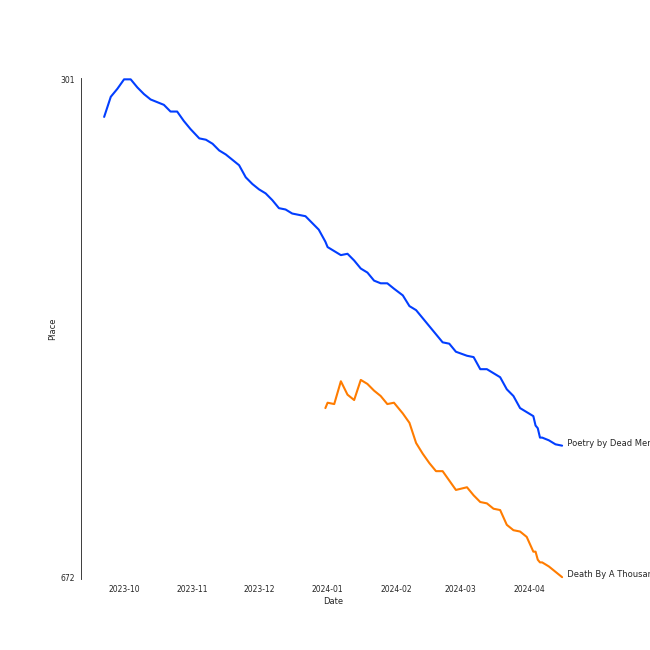 301
Place
Poetry by Dead Men
Death By A Thousan
672
2023-10 2023-11 2023-12 2024-01 2024-02 2024-03 2024-04
Date